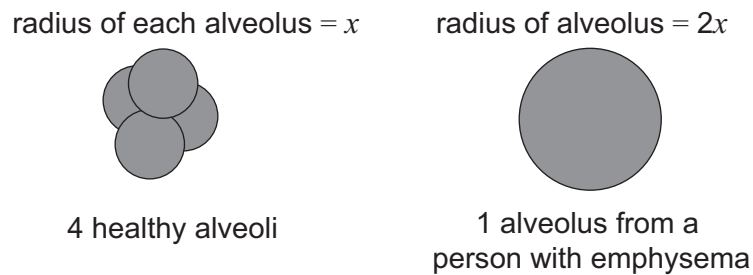 radius of each alveolus = x
radius of alveolus = 2x
4 healthy alveoli
1 alveolus from a
person with emphysema